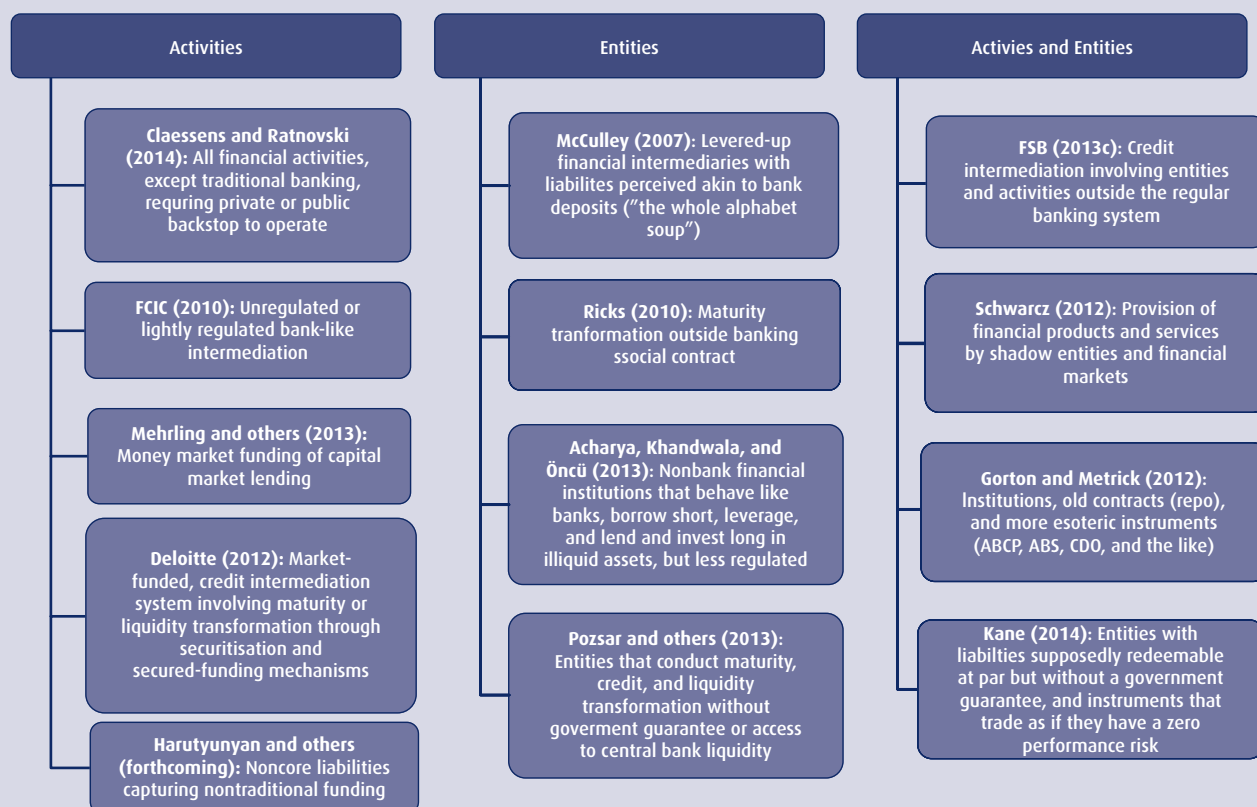 Activities
Claessens and Ratnovski
(2014): All financial activities,
except traditional banking,
requring private or public
backstop to operate
FCIC (2010): Unregulated or
lightly regulated bank-like
intermediation
Mehrling and others (2013):
Money market funding of capital
market lending
Deloitte (2012): Market-
funded, credit intermediation
system involving maturity or
liquidity transformation through
securitisation and
secured-funding mechanisms
Harutyunyan and others
(forthcoming): Noncore liabilities
capturing nontraditional funding
Entities
McCulley (2007): Levered-up
financial intermediaries with
liabilites perceived akin to bank
deposits ("the whole alphabet
soup")
Ricks (2010): Maturity
tranformation outside banking
ssocial contract
Acharya, Khandwala, and
Öncü (2013): Nonbank financial
institutions that behave like
banks, borrow short, leverage,
and lend and invest long in
illiquid assets, but less regulated
Pozsar and others (2013):
Entities that conduct maturity,
credit, and liquidity
transformation without
goverment guarantee or access
to central bank liquidity
Activies and Entities
FSB (2013c): Credit
intermediation involving entities
and activities outside the regular
banking system
Schwarcz (2012): Provision of
financial products and services
by shadow entities and financial
markets
Gorton and Metrick (2012):
Institutions, old contracts (repo),
and more esoteric instruments
(ABCP, ABS, CDO, and the like)
Kane (2014): Entities with
liabilties supposedly redeemable
at par but without a government
guarantee, and instruments that
trade as if they have a zero
performance risk